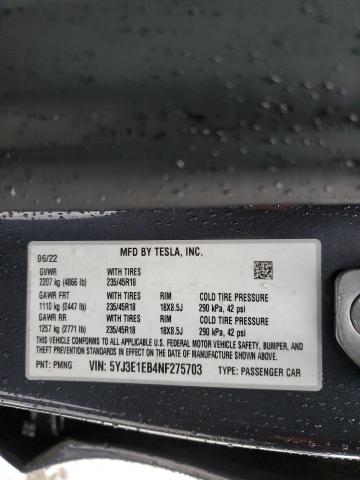 MFD BY TESLA, INC.
06/22
GVWR WITH TIRES
2207 kg (4866 lb) 235/45R18
GAWR FRT WITH TIRES RIM COLD TIRE PRESSURE
1110 kg (2447 lb) 235/45R18 18X8.5J 290 kPa, 42 psi
GAWR RR WITH TIRES RIM COLD TIRE PRESSURE
1257 kg (2771 lb) 235/45R18 18X8.5J 290 kPa, 42 psi
THIS VEHICLE CONFORMS TO ALL APPLICABLE U.S. FEDERAL MOTOR VEHICLE SAFETY, BUMPER,
AND THEFT PREVENTION STANDARDS IN EFFECT ON THE DATE OF MANUFACTURE SHOWN ABOVE.
PNT: PMNG VIN: 5YJ3E1EB4NF275703 TYPE: PASSENGER CAR